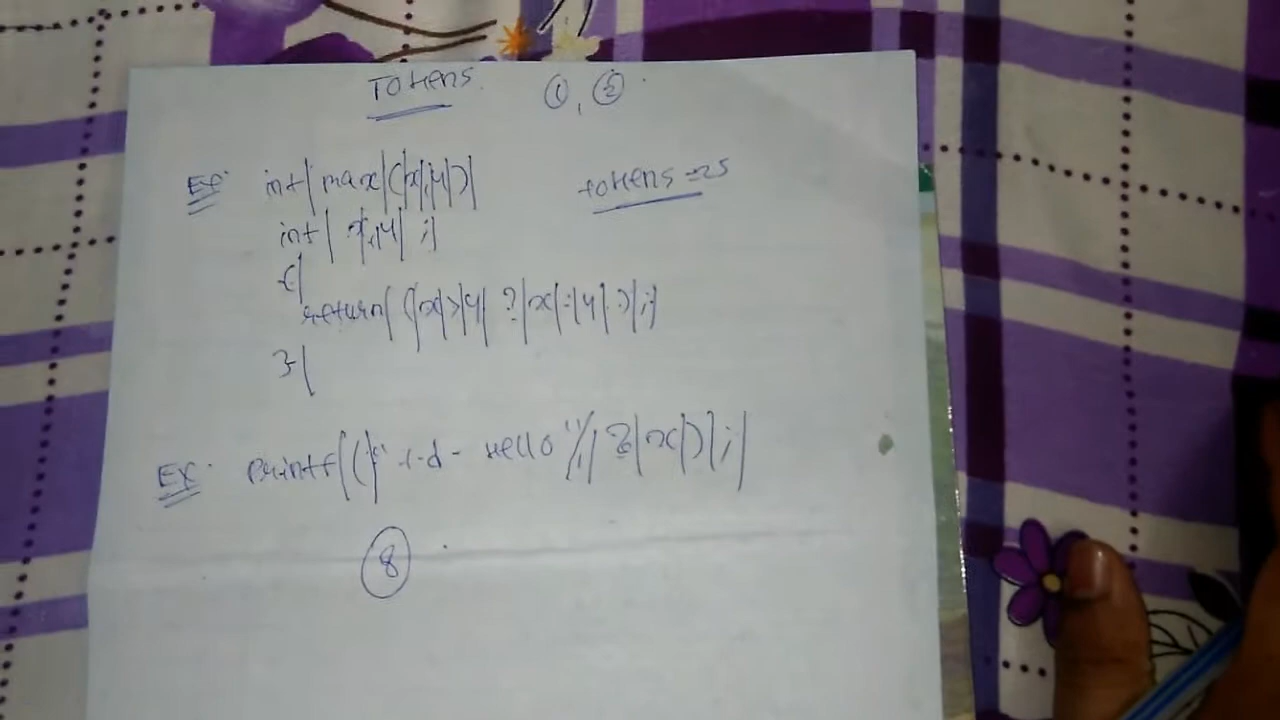 TOKENS. ①, ②
Ex: int| max|(|x|,|y|)|
tokens = 25
int| x|,|y| ;|
{|
return| (|x|>|y| ?|x|:|y| )|;|
}|
Ex: printf|(|" %d - Hello "|,| &|x|)|;|
8